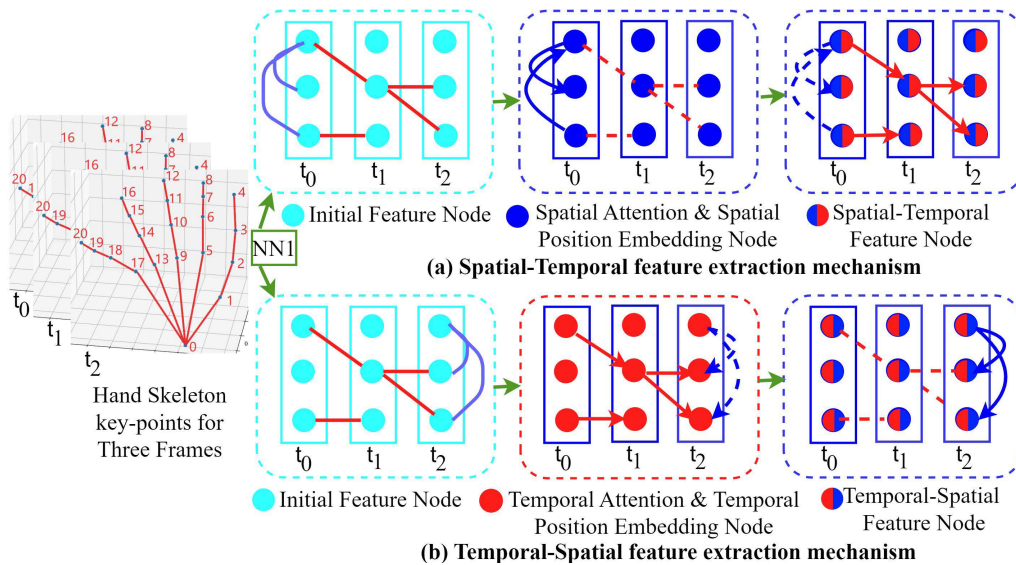 t0 t1 t2
t0 t1 t2
t0 t1 t2
Initial Feature Node
Spatial Attention & Spatial
Position Embedding Node
Spatial-Temporal
Feature Node
(a) Spatial-Temporal feature extraction mechanism
12 8 4
16 11 7
12 8 4
16 11 7
12 8 4
16 11 7
15 10 6
20 1
20 19
20 19 18 17
14 13 9 5
3
2
1
0
t0
t1
t2
NN1
Hand Skeleton
key-points for
Three Frames
t0 t1 t2
t0 t1 t2
t0 t1 t2
Initial Feature Node
Temporal Attention & Temporal
Position Embedding Node
Temporal-Spatial
Feature Node
(b) Temporal-Spatial feature extraction mechanism